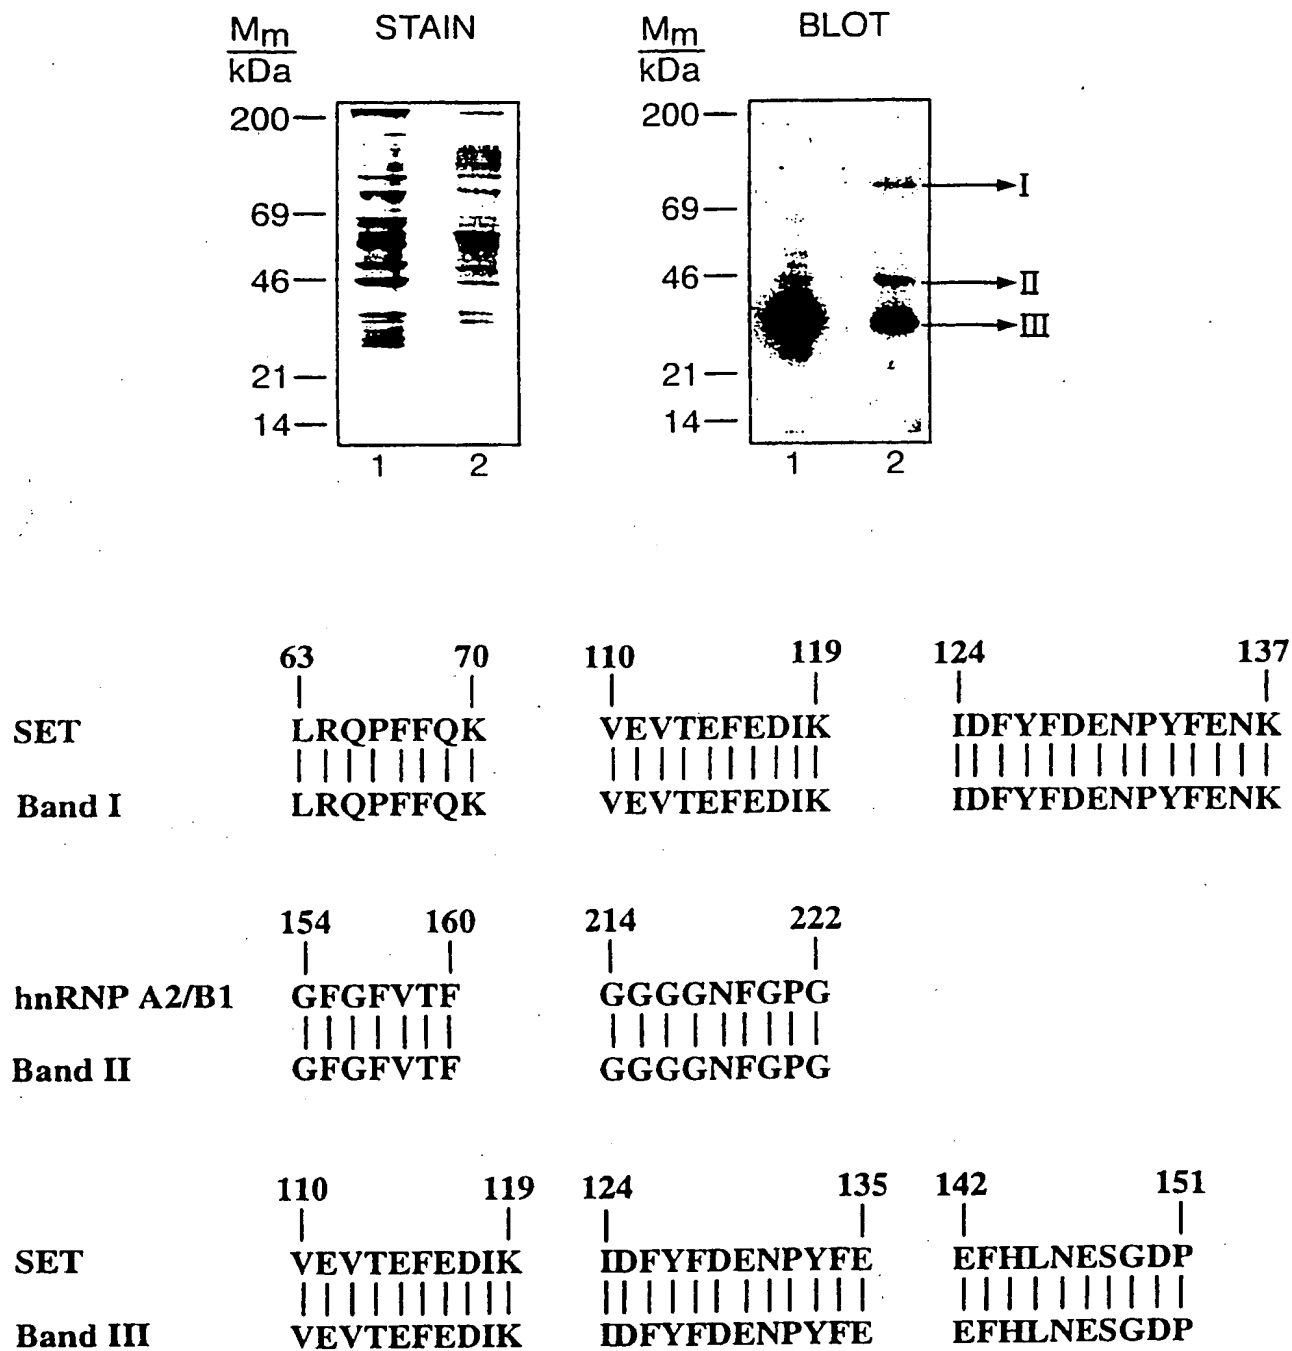 Mm STAIN Mm BLOT
kDa kDa
200 200
I
69 69
46 46
II
III
21 21
14 14
1 2 1 2
63 70 110 119 124 137
SET LRQPFFQK VEVTEFEDIK IDFYFDENPYFENK
Band I LRQPFFQK VEVTEFEDIK IDFYFDENPYFENK
154 160 214 222
hnRNP A2/B1 GFGFVTF GGGGNFGPG
Band II GFGFVTF GGGGNFGPG
110 119 124 135 142 151
SET VEVTEFEDIK IDFYFDENPYFE EFHLNESGDP
Band III VEVTEFEDIK IDFYFDENPYFE EFHLNESGDP